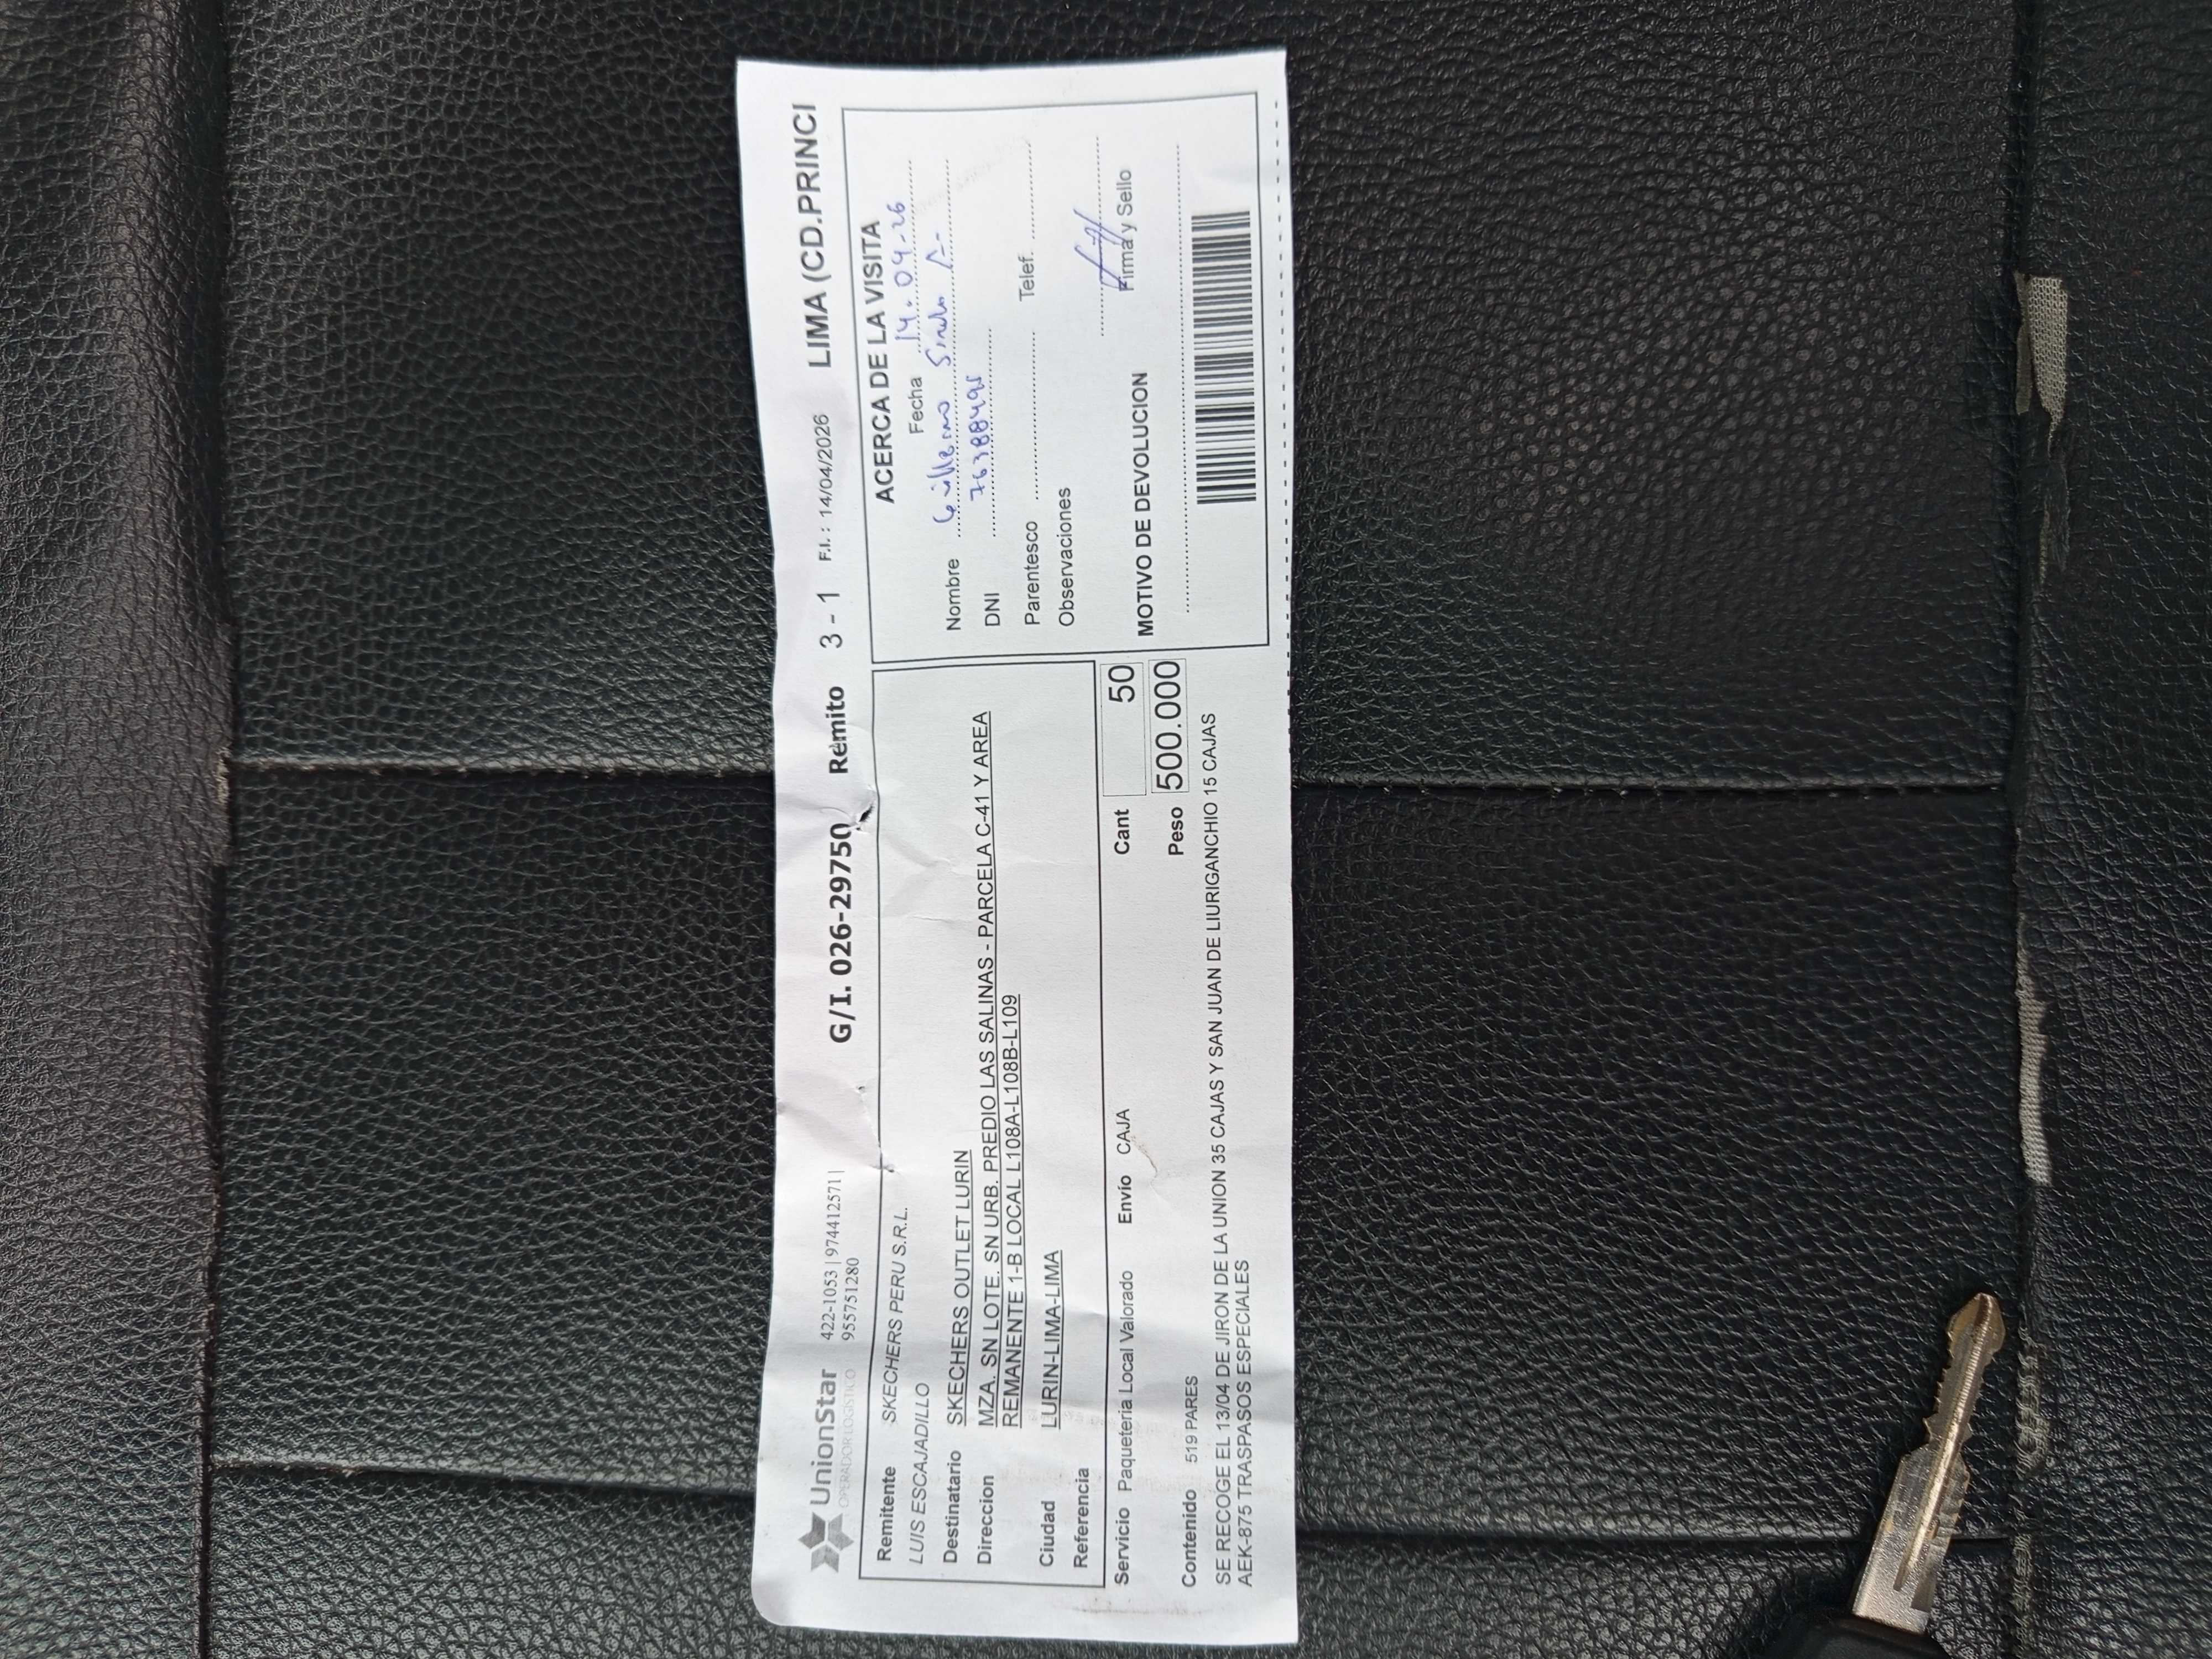 UnionStar
OPERADOR LOGISTICO
422-1053 | 974412571 |
955751280
G/I. 026-29750 Remito 3 - 1 F.I.: 14/04/2026 LIMA (CD.PRINCI
Remitente SKECHERS PERU S.R.L.
LUIS ESCAJADILLO
Destinatario SKECHERS OUTLET LURIN
Direccion MZA. SN LOTE. SN URB. PREDIO LAS SALINAS - PARCELA C-41 Y AREA
REMANENTE 1-B LOCAL L108A-L108B-L109
Ciudad LURIN-LIMA-LIMA
Referencia
Servicio Paqueteria Local Valorado Envío CAJA Cant 50
Peso 500.000
Contenido 519 PARES
SE RECOGE EL 13/04 DE JIRON DE LA UNION 35 CAJAS Y SAN JUAN DE LIURIGANCHIO 15 CAJAS
AEK-875 TRASPASOS ESPECIALES
ACERCA DE LA VISITA
Fecha 14.04-26
Nombre Guillermo
DNI 76388495
Parentesco Telef.
Observaciones
Firma y Sello
MOTIVO DE DEVOLUCION